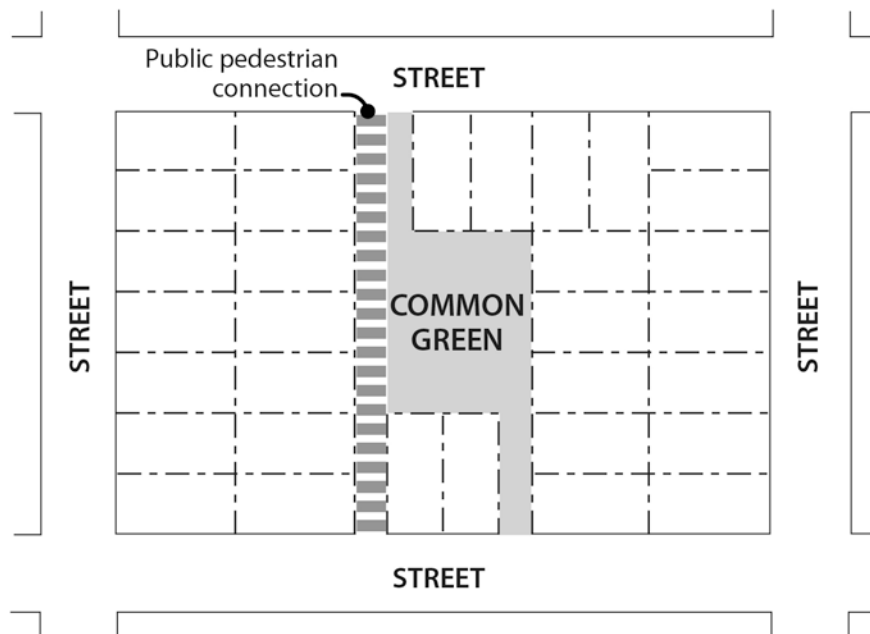 Public pedestrian
connection
STREET
STREET
COMMON
GREEN
STREET
STREET